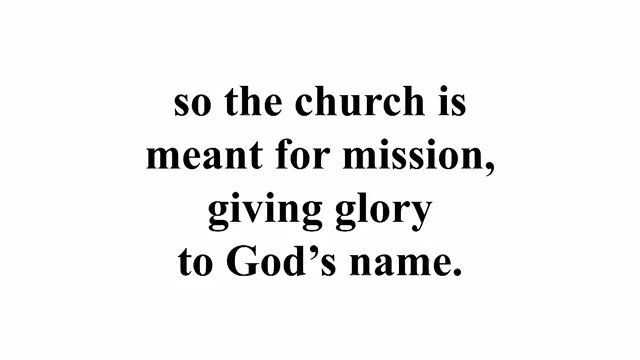 so the church is
meant for mission,
giving glory
to God’s name.